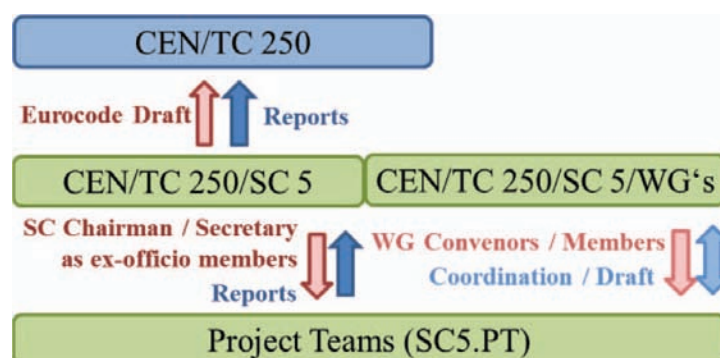 CEN/TC 250
Eurocode Draft
Reports
CEN/TC 250/SC 5
CEN/TC 250/SC 5/WG‘s
SC Chairman / Secretary
as ex-officio members
Reports
WG Convenors / Members
Coordination / Draft
Project Teams (SC5.PT)